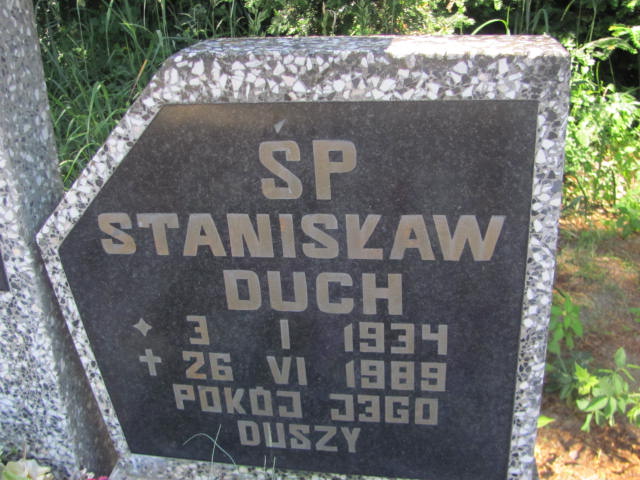 ŚP
STANISŁAW
DUCH
3 I 1934
✝ 26 VI 1989
POKÓJ JEGO
DUSZY